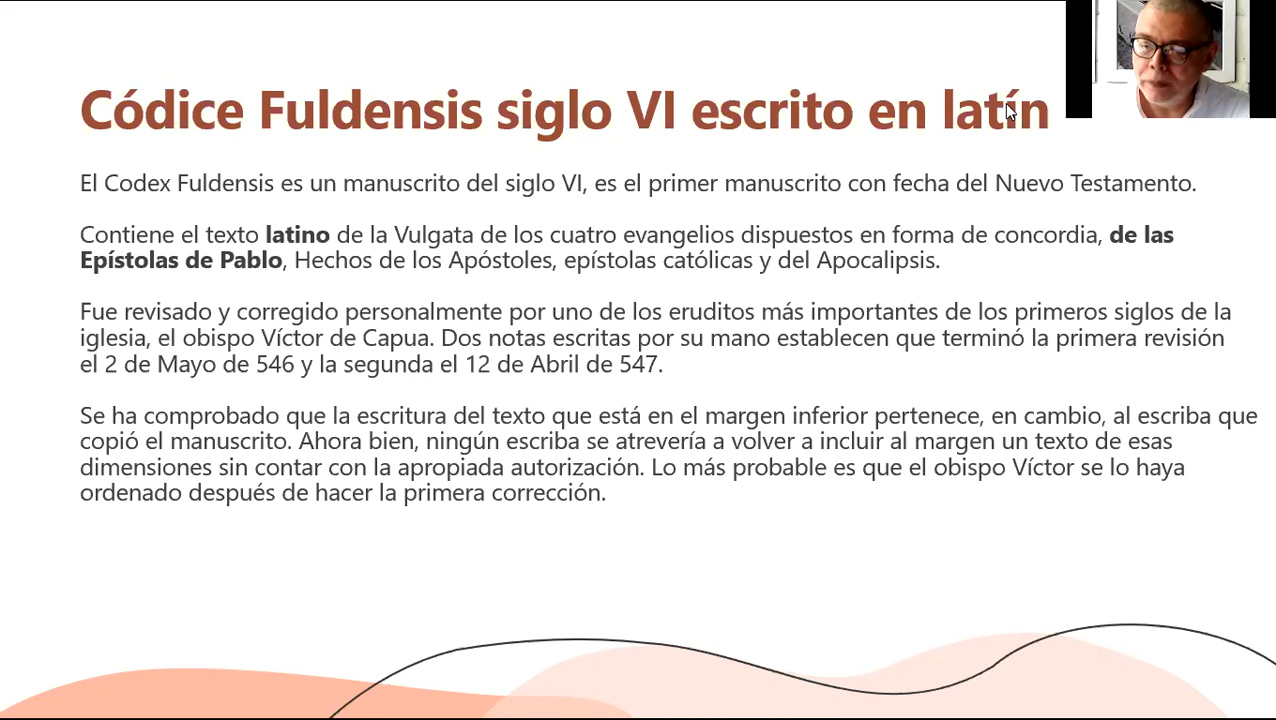 Códice Fuldensis siglo VI escrito en latín
El Codex Fuldensis es un manuscrito del siglo VI, es el primer manuscrito con fecha del Nuevo Testamento.
Contiene el texto latino de la Vulgata de los cuatro evangelios dispuestos en forma de concordia, de las
Epístolas de Pablo, Hechos de los Apóstoles, epístolas católicas y del Apocalipsis.
Fue revisado y corregido personalmente por uno de los eruditos más importantes de los primeros siglos de la
iglesia, el obispo Víctor de Capua. Dos notas escritas por su mano establecen que terminó la primera revisión
el 2 de Mayo de 546 y la segunda el 12 de Abril de 547.
Se ha comprobado que la escritura del texto que está en el margen inferior pertenece, en cambio, al escriba que
copió el manuscrito. Ahora bien, ningún escriba se atrevería a volver a incluir al margen un texto de esas
dimensiones sin contar con la apropiada autorización. Lo más probable es que el obispo Víctor se lo haya
ordenado después de hacer la primera corrección.